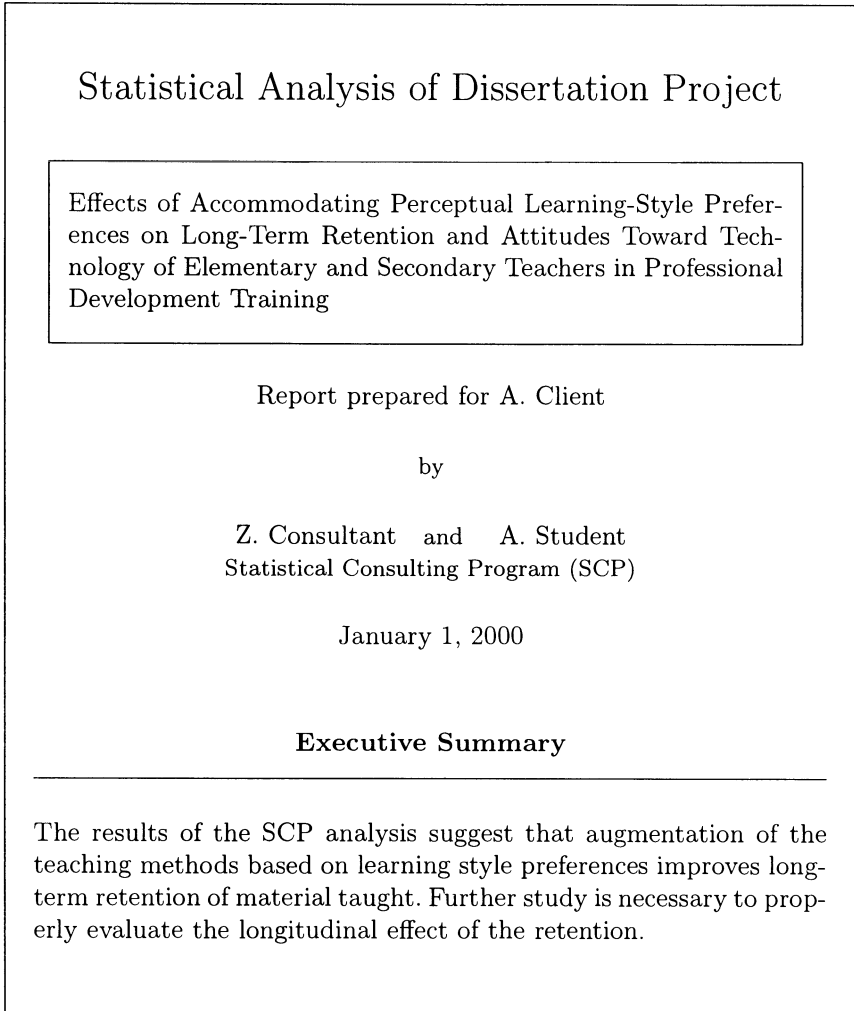 Statistical Analysis of Dissertation Project
Effects of Accommodating Perceptual Learning-Style Prefer-
ences on Long-Term Retention and Attitudes Toward Tech-
nology of Elementary and Secondary Teachers in Professional
Development Training
Report prepared for A. Client
by
Z. Consultant and A. Student
Statistical Consulting Program (SCP)
January 1, 2000
Executive Summary
The results of the SCP analysis suggest that augmentation of the
teaching methods based on learning style preferences improves long-
term retention of material taught. Further study is necessary to prop-
erly evaluate the longitudinal effect of the retention.